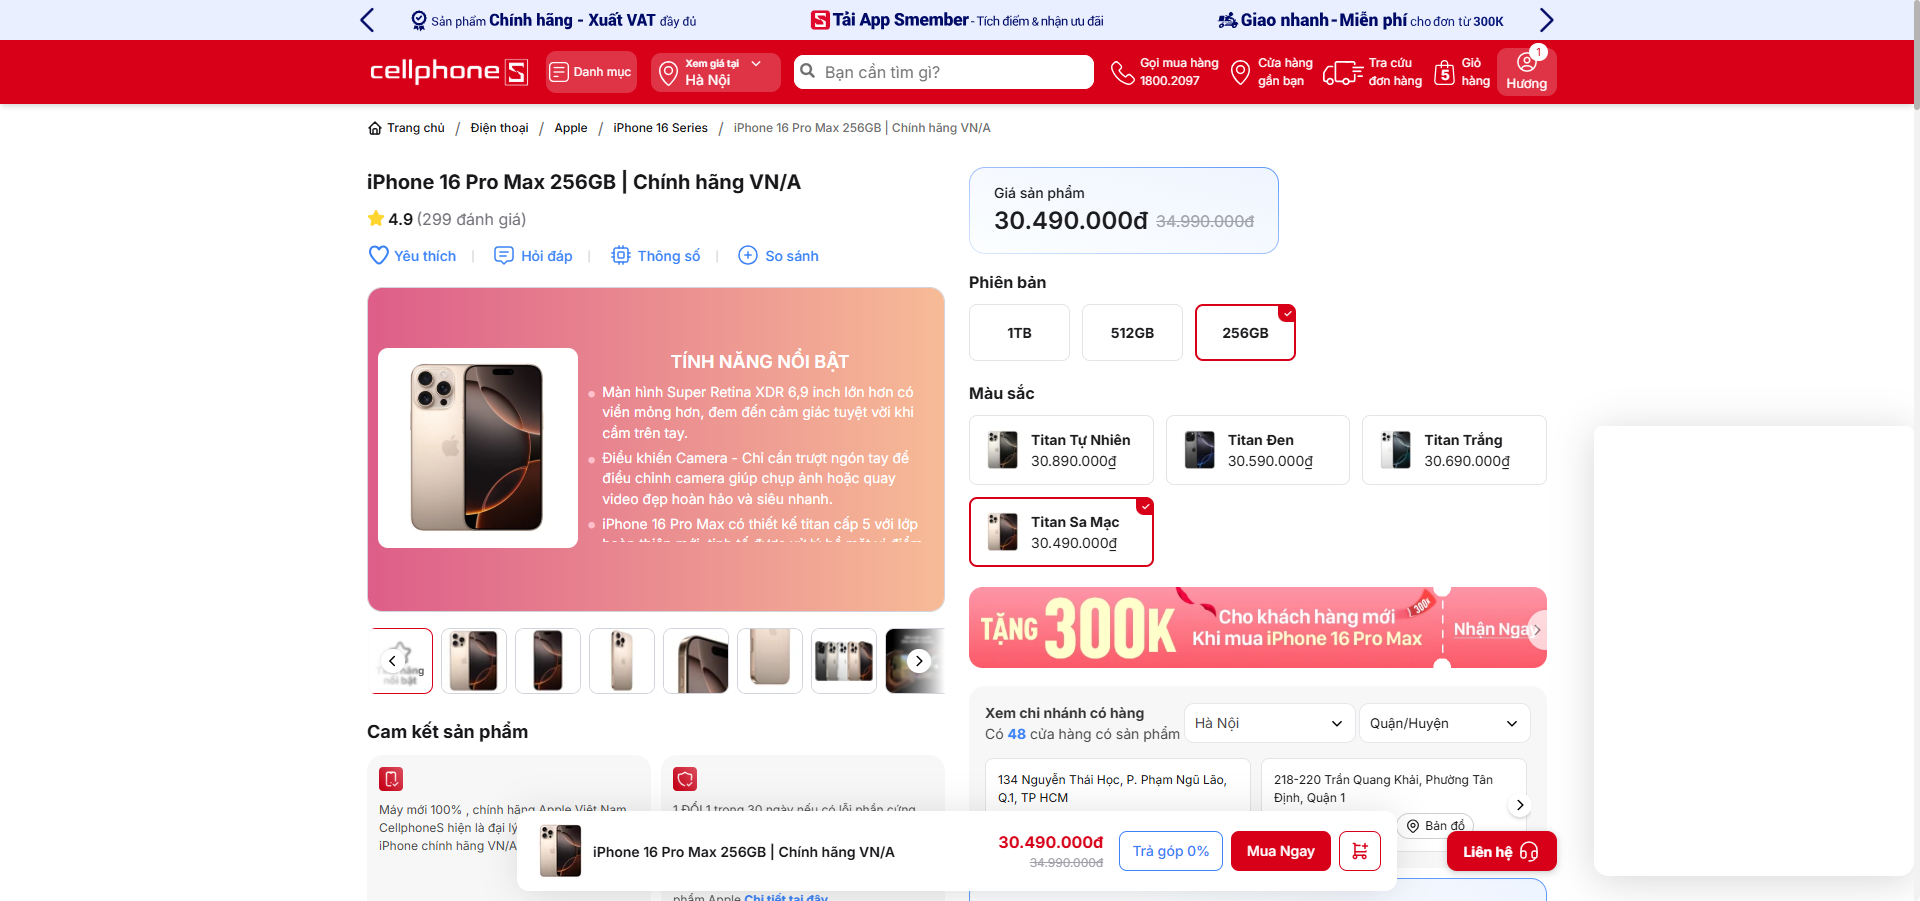 Sản phẩm Chính hãng - Xuất VAT đầy đủ
Tải App Smember - Tích điểm & nhận ưu đãi
Giao nhanh - Miễn phí cho đơn từ 300K
cellphoneS
Danh mục
Xem giá tại
Hà Nội
Bạn cần tìm gì?
Gọi mua hàng
1800.2097
Cửa hàng
gần bạn
Tra cứu
đơn hàng
5
Giỏ
hàng
1
Hương
Trang chủ / Điện thoại / Apple / iPhone 16 Series / iPhone 16 Pro Max 256GB | Chính hãng VN/A
iPhone 16 Pro Max 256GB | Chính hãng VN/A
4.9 (299 đánh giá)
Yêu thích | Hỏi đáp | Thông số | So sánh
TÍNH NĂNG NỔI BẬT
Màn hình Super Retina XDR 6,9 inch lớn hơn có
viền mỏng hơn, đem đến cảm giác tuyệt vời khi
cầm trên tay.
Điều khiển Camera - Chỉ cần trượt ngón tay để
điều chỉnh camera giúp chụp ảnh hoặc quay
video đẹp hoàn hảo và siêu nhanh.
iPhone 16 Pro Max có thiết kế titan cấp 5 với lớp
Cam kết sản phẩm
Máy mới 100% , chính hãng Apple Việt Nam.
CellphoneS hiện là đại lý
iPhone chính hãng VN/A
1 ĐỔI 1 trong 30 ngày nếu có lỗi phần cứng
phẩm Apple Chi tiết tại đây
Giá sản phẩm
30.490.000đ 34.990.000đ
Phiên bản
1TB
512GB
256GB
Màu sắc
Titan Tự Nhiên
30.890.000₫
Titan Đen
30.590.000₫
Titan Trắng
30.690.000₫
Titan Sa Mạc
30.490.000₫
TẶNG 300K
Cho khách hàng mới
Khi mua iPhone 16 Pro Max
300K
Nhận Ngay
Xem chi nhánh có hàng
Có 48 cửa hàng có sản phẩm
Hà Nội
Quận/Huyện
134 Nguyễn Thái Học, P. Phạm Ngũ Lão,
Q.1, TP HCM
218-220 Trần Quang Khải, Phường Tân
Định, Quận 1
Bản đồ
iPhone 16 Pro Max 256GB | Chính hãng VN/A
30.490.000đ
34.990.000đ
Trả góp 0%
Mua Ngay
Liên hệ